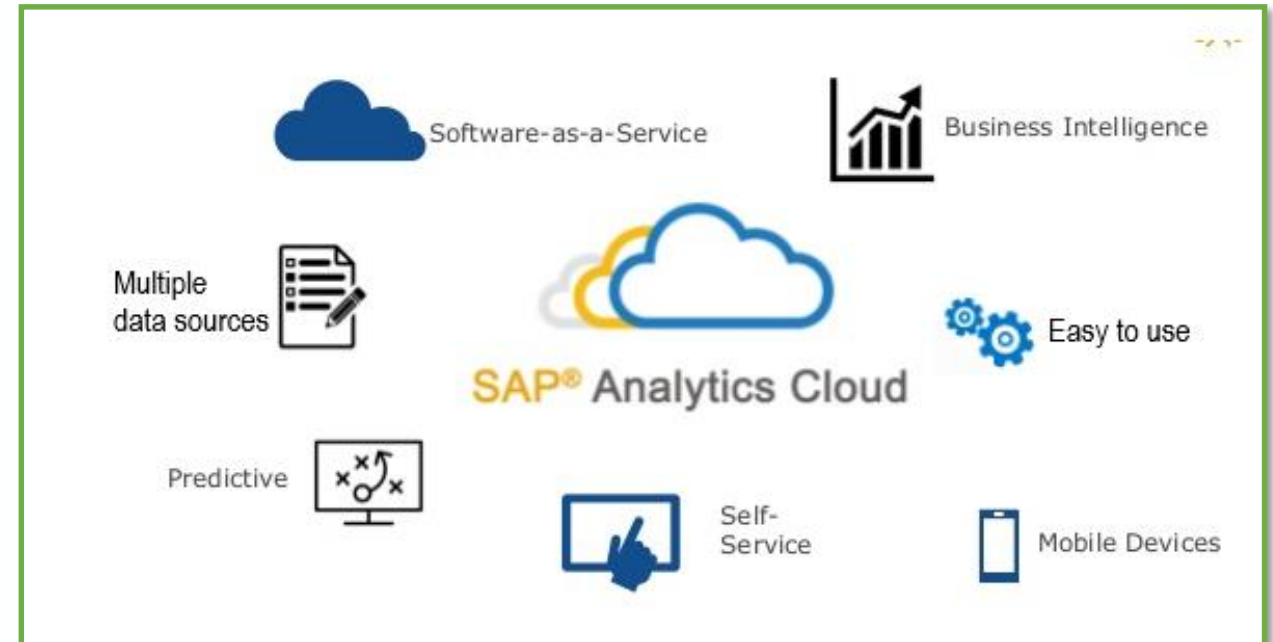 Software-as-a-Service
Business Intelligence
Multiple
data sources
SAP® Analytics Cloud
Easy to use
Predictive
Self-
Service
Mobile Devices